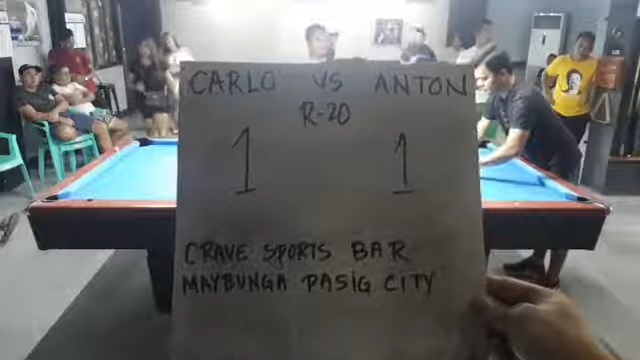 CARLO VS ANTON
R-20
1 1
CRAVE SPORTS BAR
MAYBUNGA PASIG CITY